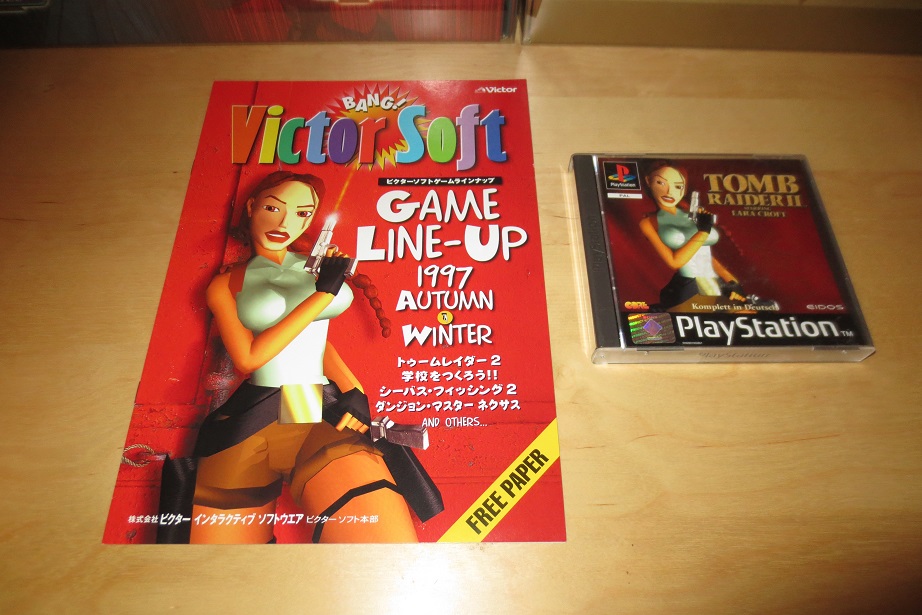 Victor
BANG!
Victor Soft
ビクターソフトゲームラインナップ
GAME
LINE-UP
1997
AUTUMN
WINTER
トゥームレイダー2
学校をつくろう!!
シーバス・フィッシング2
ダンジョン・マスター ネクサス
AND OTHERS...
FREE PAPER
株式会社 ビクター インタラクティブ ソフトウエア ビクター ソフト本部
PlayStation
PAL
TOMB
RAIDER II
STARRING
LARA CROFT
Komplett in Deutsch
CORE
EIDOS
PlayStation™